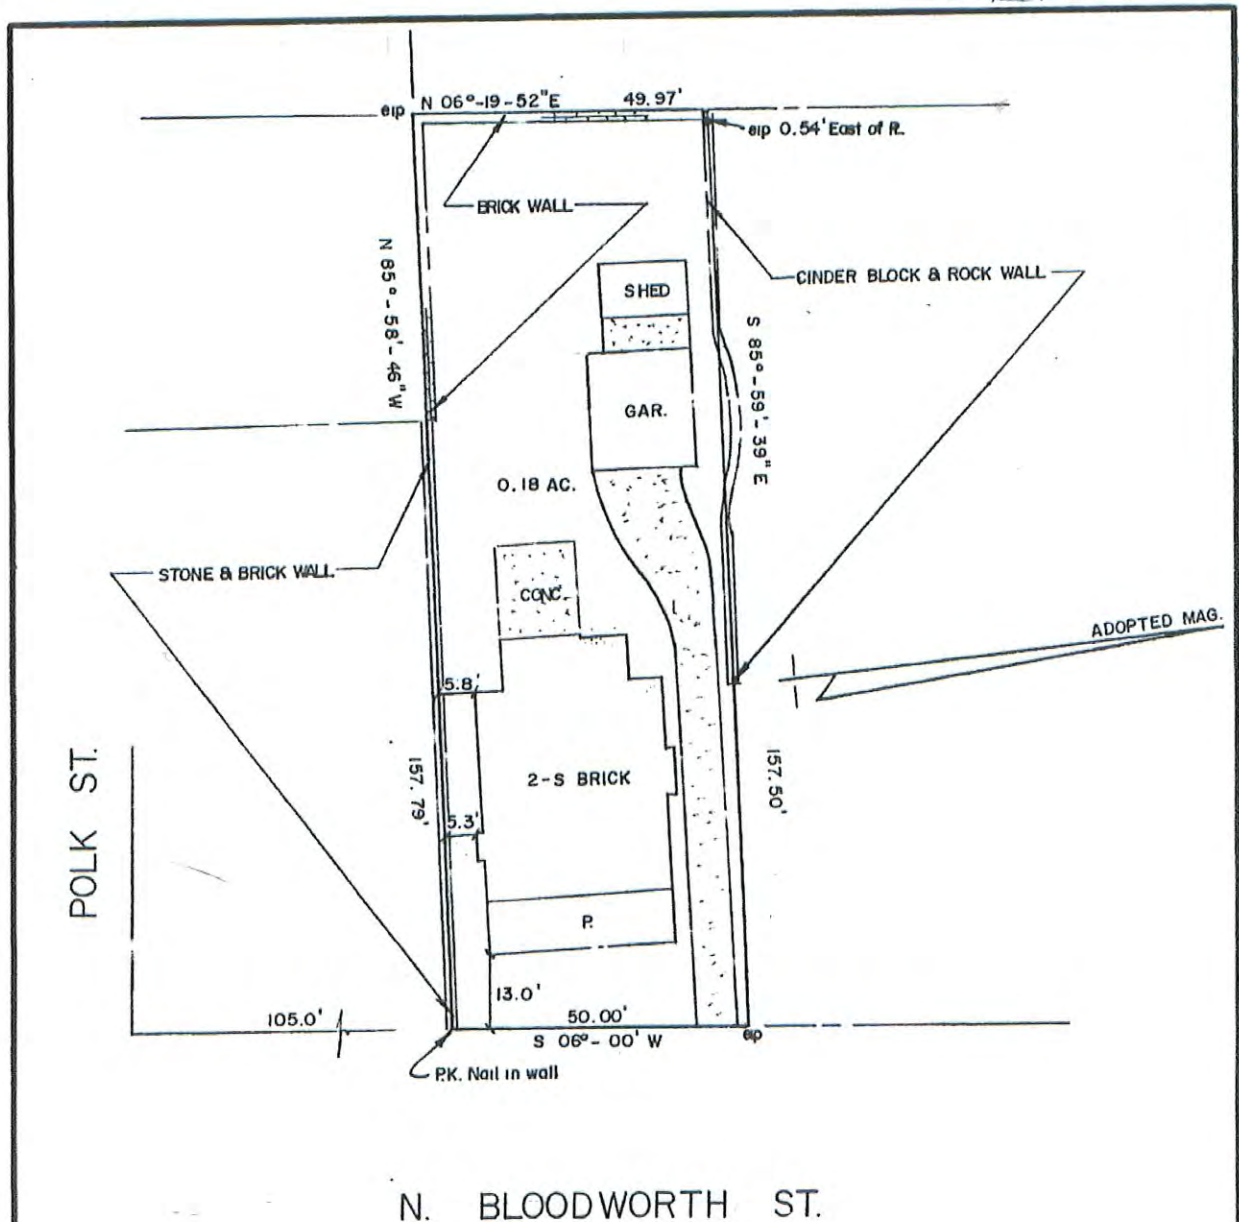 eip N 06°-19-52"E 49.97'
eip 0.54' East of PL.
BRICK WALL
N 85°-58'-46"W
CINDER BLOCK & ROCK WALL
SHED
S 85°-59'-39"E
GAR.
0.18 AC.
STONE & BRICK WALL
CONC.
ADOPTED MAG.
5.8'
POLK ST.
157.79'
2-S BRICK
157.50'
5.3'
P.
13.0'
105.0'
50.00'
S 06°-00' W
eip
P.K. Nail in wall
N. BLOODWORTH ST.